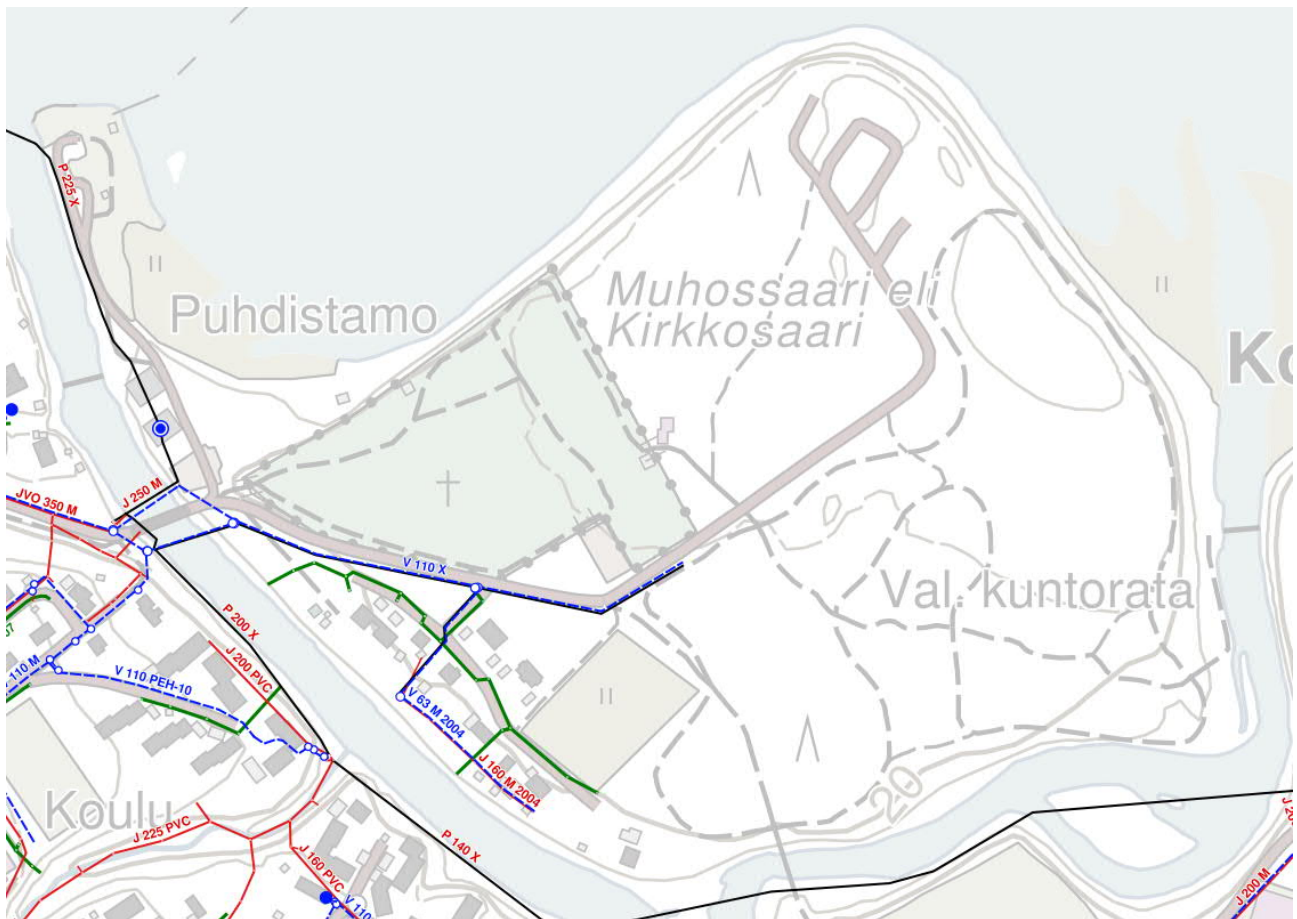 P 225 X
Puhdistamo
Muhossaari eli
Kirkkosaari
Ko
JVO 350 M
J 250 M
V 110 X
P 200 X
J 200 PVC
110 M
V 110 PEH-10
V 63 M 2004
J 160 M 2004
Val. kuntorata
20
Koulu
J 225 PVC
J 160 PVC
V 110
P 140 X
J 200 M